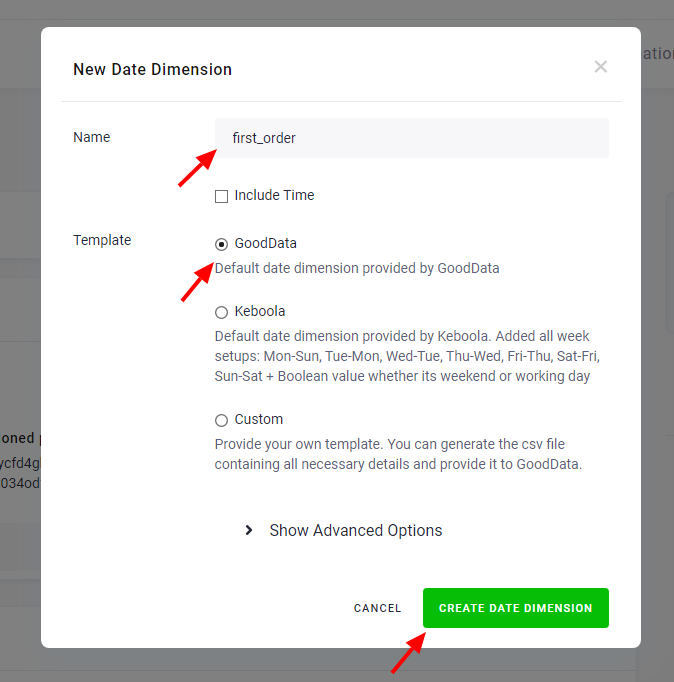 New Date Dimension
Name
first_order
Include Time
Template
GoodData
Default date dimension provided by GoodData
Keboola
Default date dimension provided by Keboola. Added all week
setups: Mon-Sun, Tue-Mon, Wed-Tue, Thu-Wed, Fri-Thu, Sat-Fri,
Sun-Sat + Boolean value whether its weekend or working day
Custom
Provide your own template. You can generate the csv file
containing all necessary details and provide it to GoodData.
Show Advanced Options
CANCEL
CREATE DATE DIMENSION